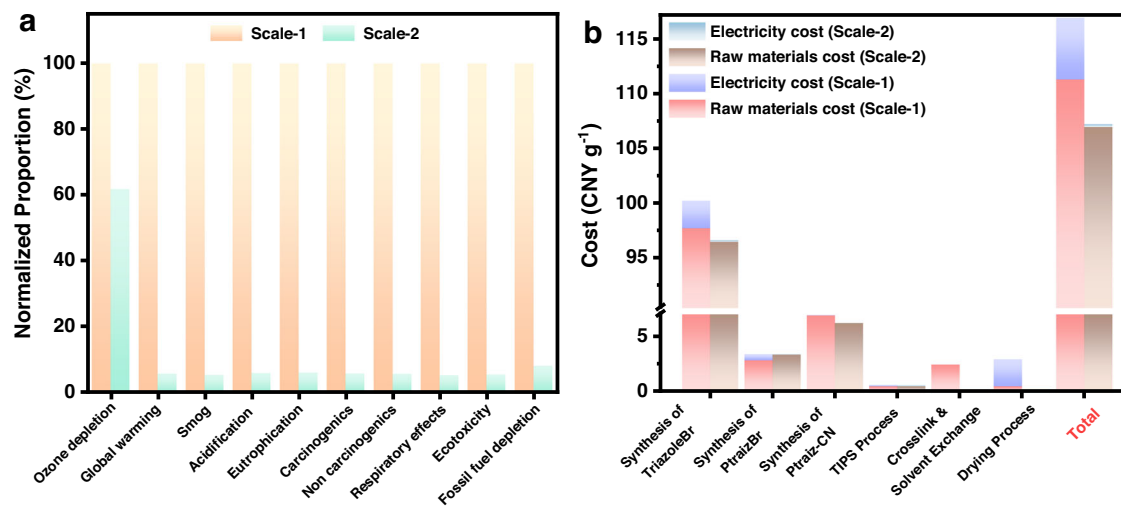 a
Scale-1
Scale-2
Normalized Proportion (%)
100
80
60
40
20
0
Ozone depletion
Global warming
Smog
Acidification
Eutrophication
Carcinogenics
Non carcinogenics
Respiratory effects
Ecotoxicity
Fossil fuel depletion
b
Electricity cost (Scale-2)
Raw materials cost (Scale-2)
Electricity cost (Scale-1)
Raw materials cost (Scale-1)
Cost (CNY g⁻¹)
115
110
105
100
95
5
0
Synthesis of
TriazoleBr
Synthesis of
PtraizBr
Synthesis of
Ptraiz-CN
TIPS Process
Crosslink &
Solvent Exchange
Drying Process
Total